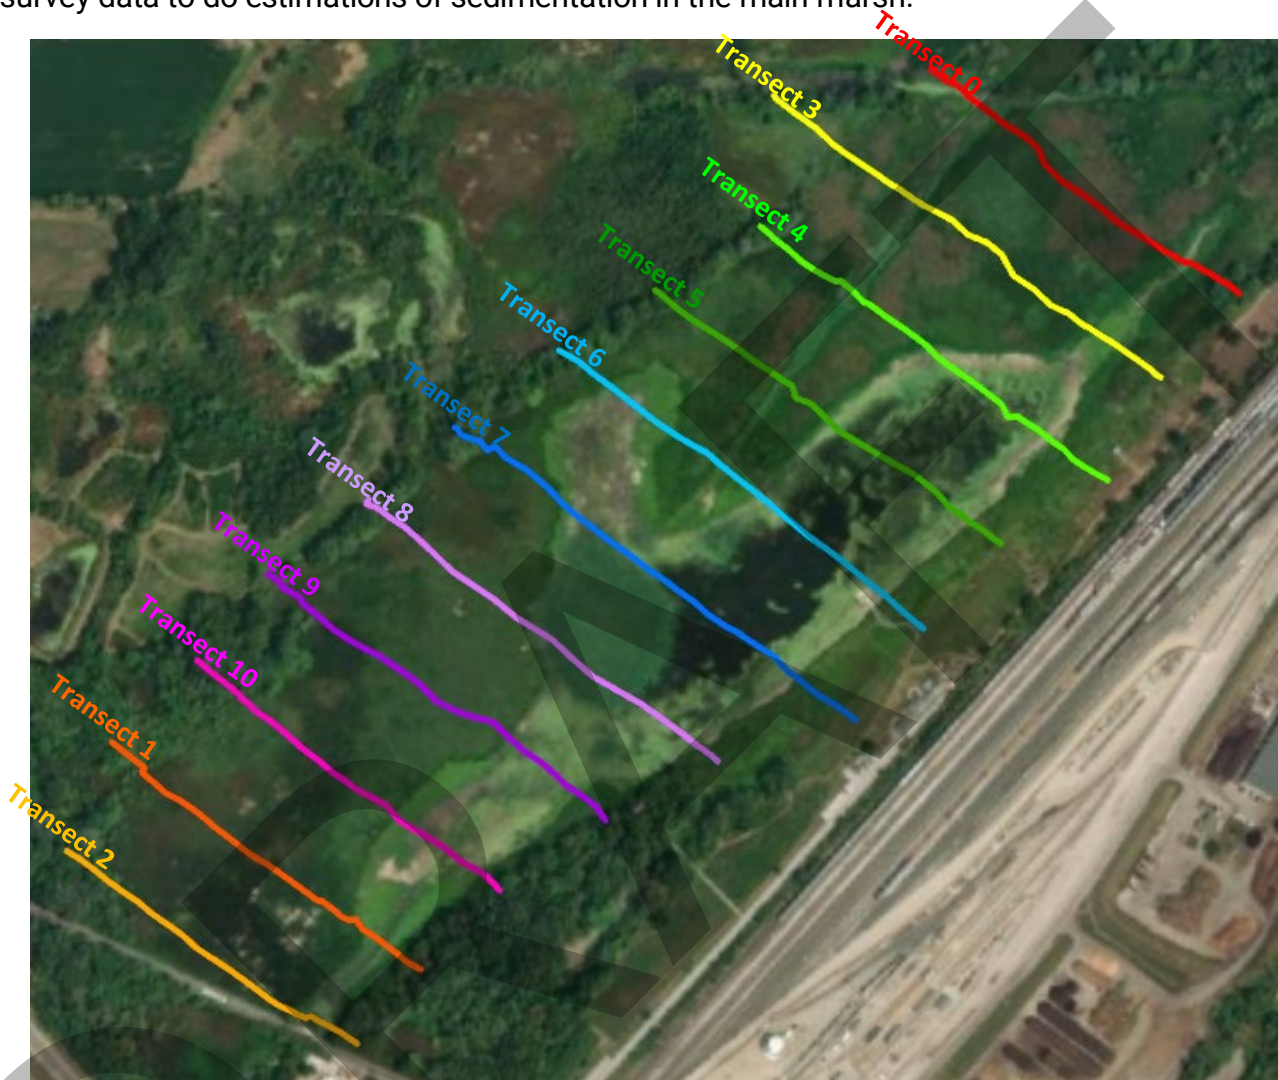 survey data to do estimations of sedimentation in the main marsh.
Transect 0
Transect 3
Transect 4
Transect 5
Transect 6
Transect 7
Transect 8
Transect 9
Transect 10
Transect 1
Transect 2